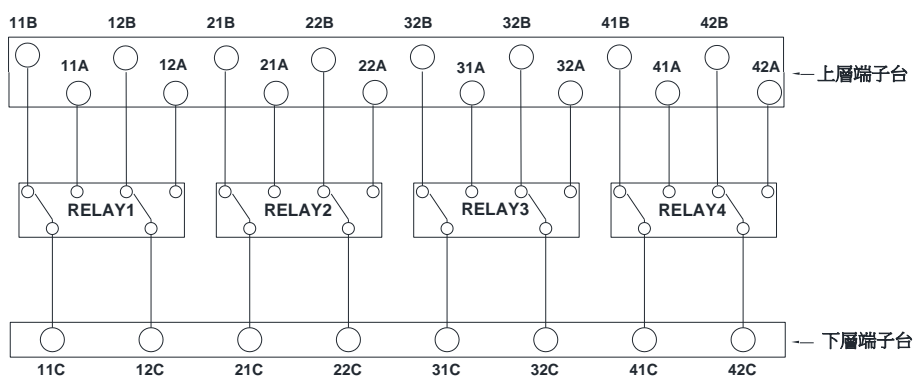 11B 12B 21B 22B 32B 32B 41B 42B
11A 12A 21A 22A 31A 32A 41A 42A
上層端子台
RELAY1 RELAY2 RELAY3 RELAY4
下層端子台
11C 12C 21C 22C 31C 32C 41C 42C